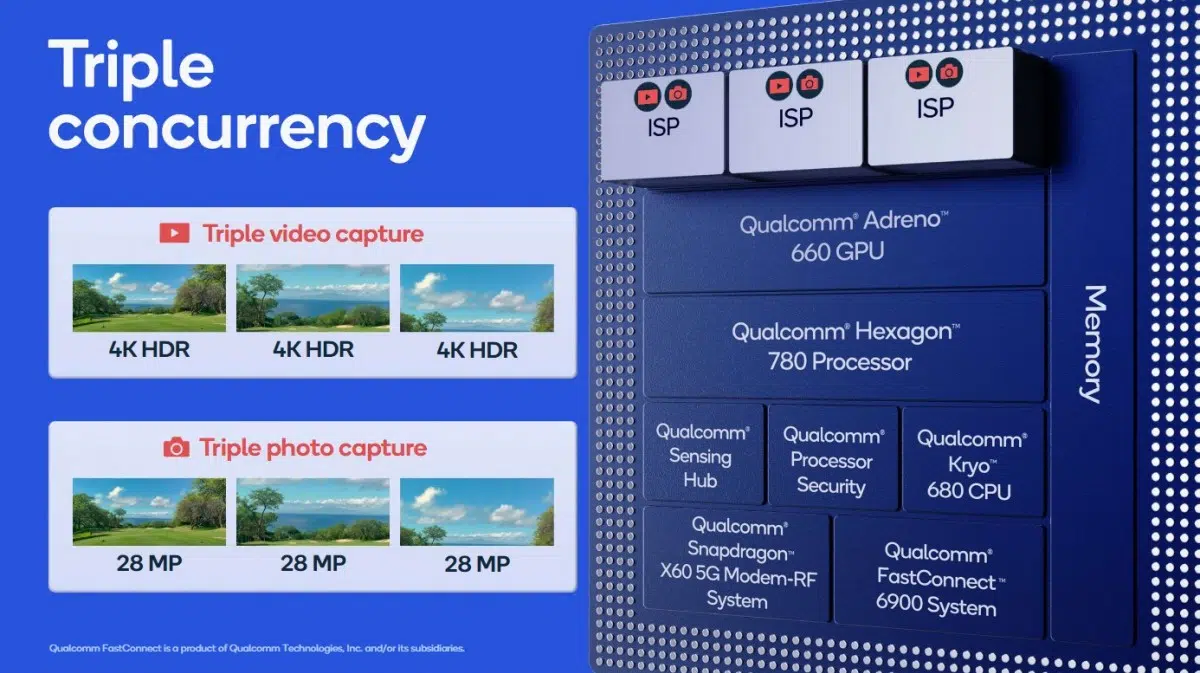 Triple
concurrency
Triple video capture
4K HDR
4K HDR
4K HDR
Triple photo capture
28 MP
28 MP
28 MP
Qualcomm FastConnect is a product of Qualcomm Technologies, Inc. and/or its subsidiaries.
ISP
ISP
ISP
Qualcomm® Adreno™
660 GPU
Qualcomm® Hexagon™
780 Processor
Qualcomm®
Sensing
Hub
Qualcomm®
Processor
Security
Qualcomm®
Kryo™
680 CPU
Qualcomm®
Snapdragon™
X60 5G Modem-RF
System
Qualcomm®
FastConnect™
6900 System
Memory